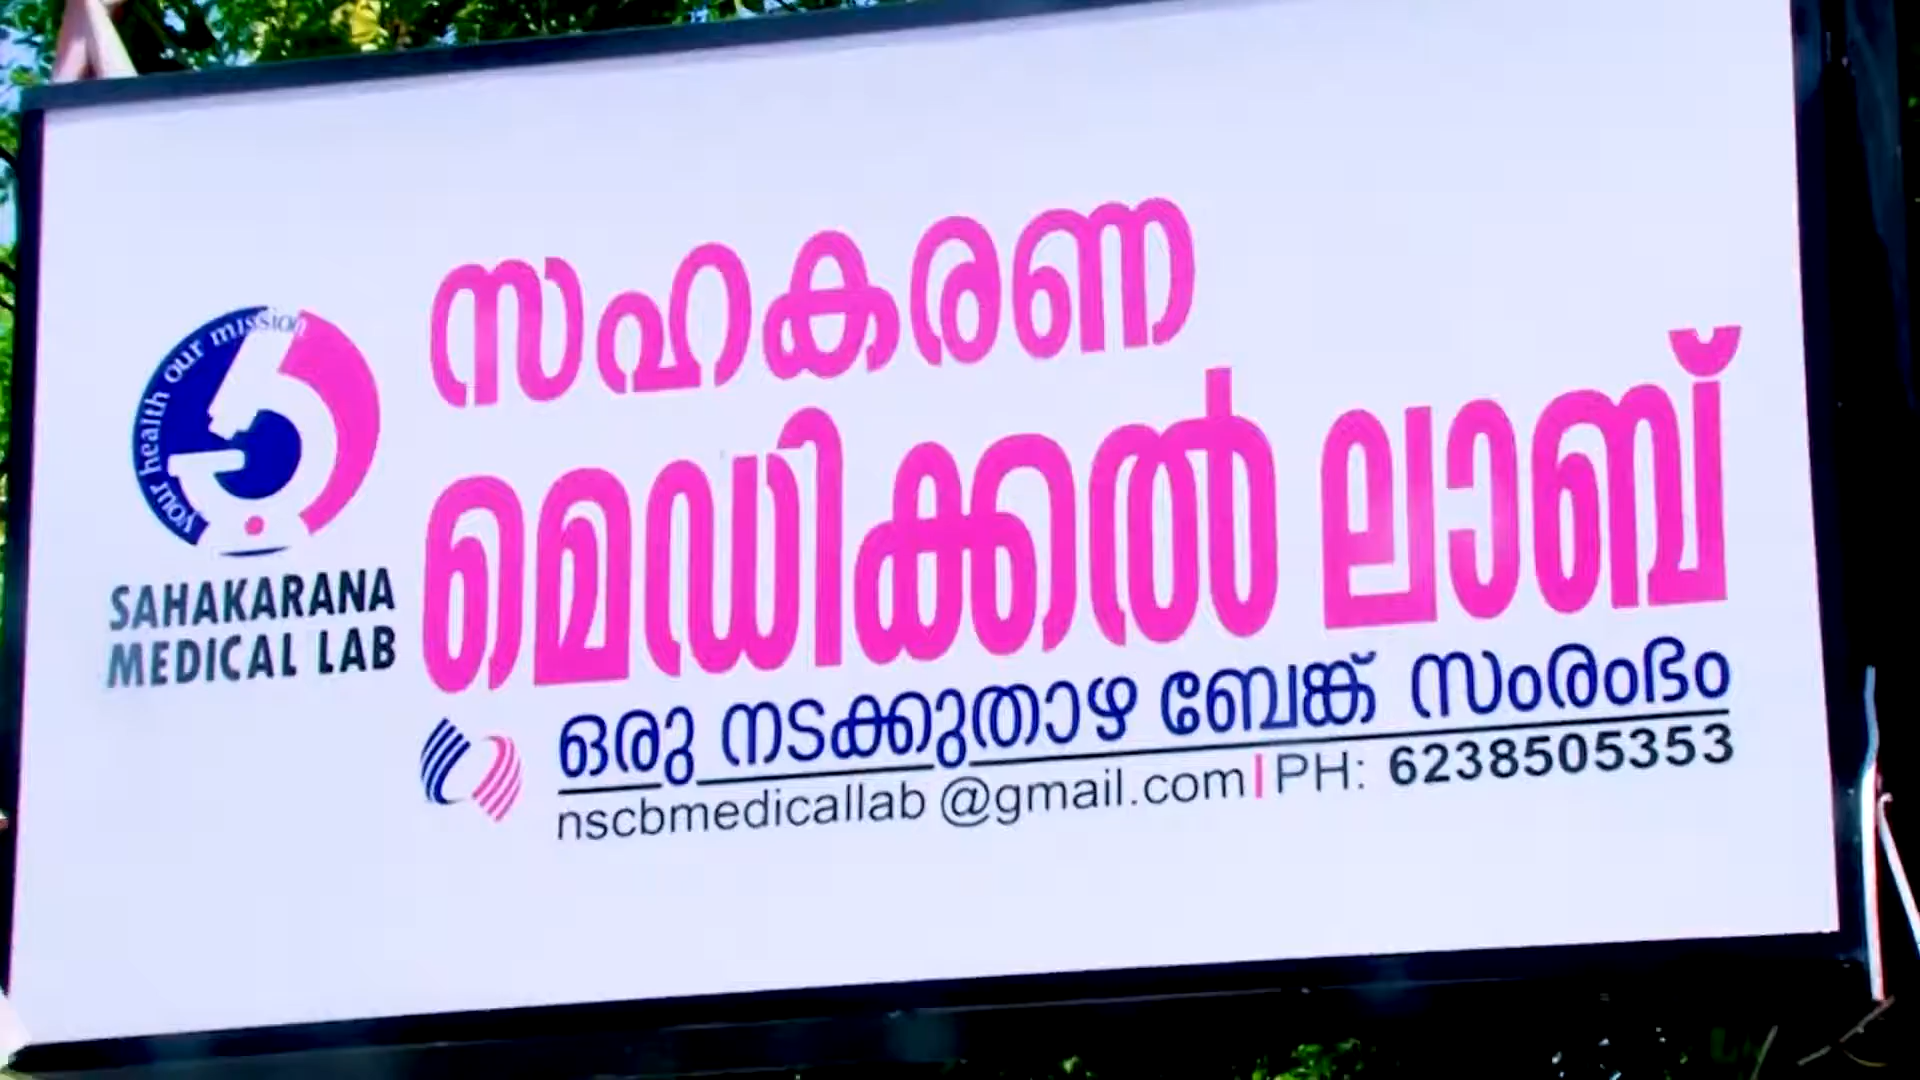 your health our mission
SAHAKARANA
MEDICAL LAB
സഹകരണ
മെഡിക്കൽ ലാബ്
ഒരു നടക്കുതാഴ ബേങ്ക് സംരംഭം
nscbmedicallab@gmail.com | PH: 6238505353